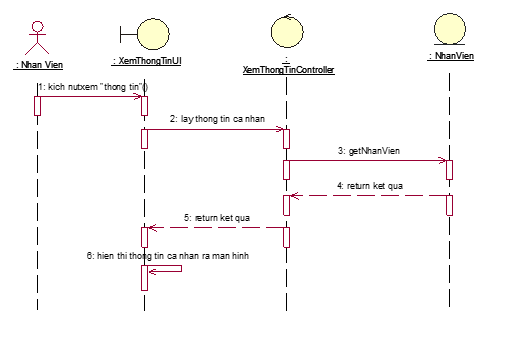 : Nhan Vien
: XemThongTinUI
:
XemThongTinController
: NhanVien
1: kich nutxem "thong tin"()
2: lay thong tin ca nhan
3: getNhanVien
4: return ket qua
5: return ket qua
6: hien thi thong tin ca nhan ra man hinh